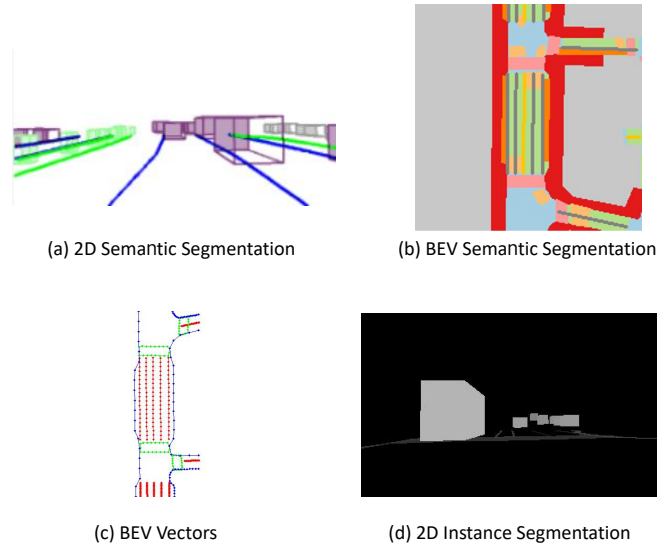 (a) 2D Semantic Segmentation
(b) BEV Semantic Segmentation
(c) BEV Vectors
(d) 2D Instance Segmentation